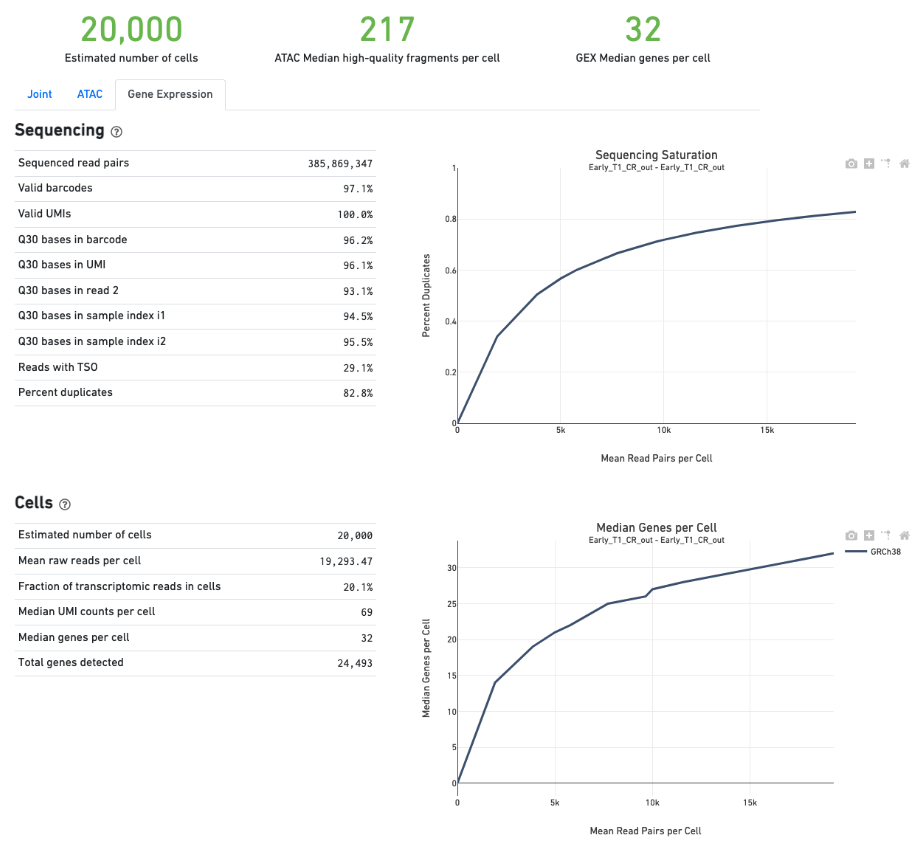 20,000
Estimated number of cells
217
ATAC Median high-quality fragments per cell
32
GEX Median genes per cell
Joint
ATAC
Gene Expression
Sequencing ?
Sequenced read pairs 385,869,347
Valid barcodes 97.1%
Valid UMIs 100.0%
Q30 bases in barcode 96.2%
Q30 bases in UMI 96.1%
Q30 bases in read 2 93.1%
Q30 bases in sample index i1 94.5%
Q30 bases in sample index i2 95.5%
Reads with TSO 29.1%
Percent duplicates 82.8%
Sequencing Saturation
Early_T1_CR_out - Early_T1_CR_out
Percent Duplicates
1
0.8
0.6
0.4
0.2
0
0 5k 10k 15k
Mean Read Pairs per Cell
Cells ?
Estimated number of cells 20,000
Mean raw reads per cell 19,293.47
Fraction of transcriptomic reads in cells 20.1%
Median UMI counts per cell 69
Median genes per cell 32
Total genes detected 24,493
Median Genes per Cell
Early_T1_CR_out - Early_T1_CR_out
GRCh38
Median Genes per Cell
30
25
20
15
10
5
0
0 5k 10k 15k
Mean Read Pairs per Cell